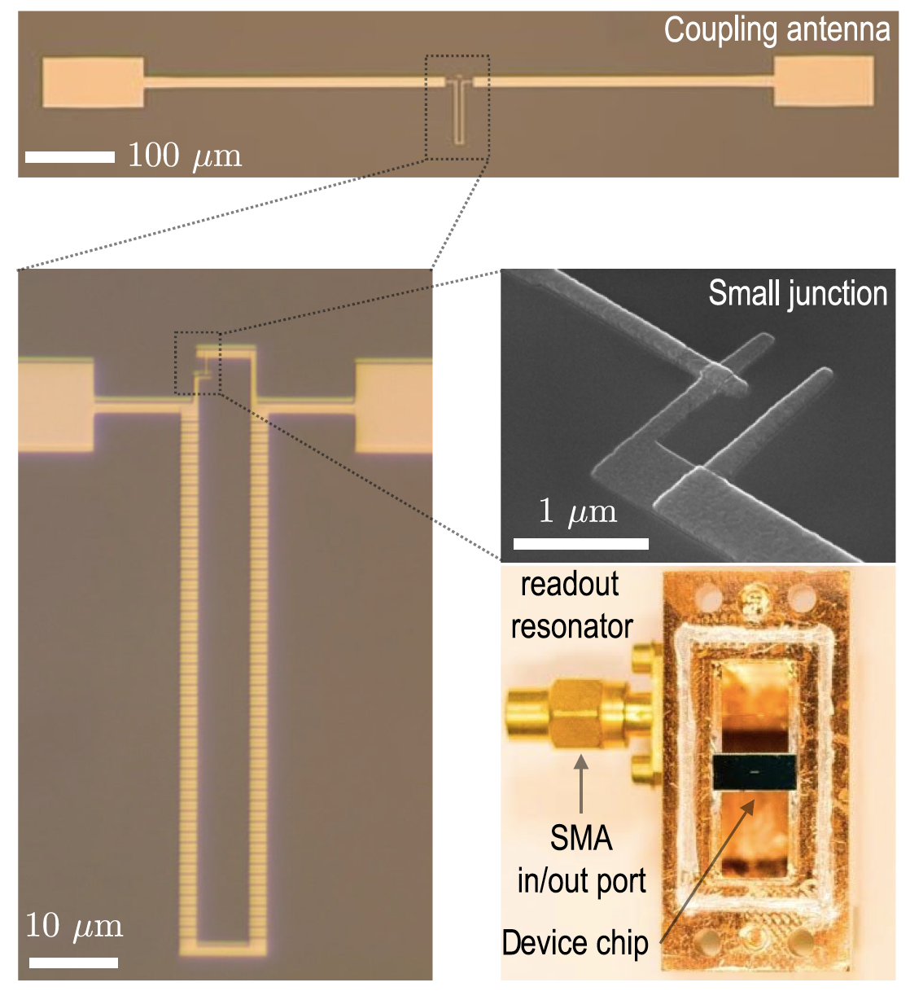 Coupling antenna
100 μm
Small junction
1 μm
10 μm
readout
resonator
SMA
in/out port
Device chip